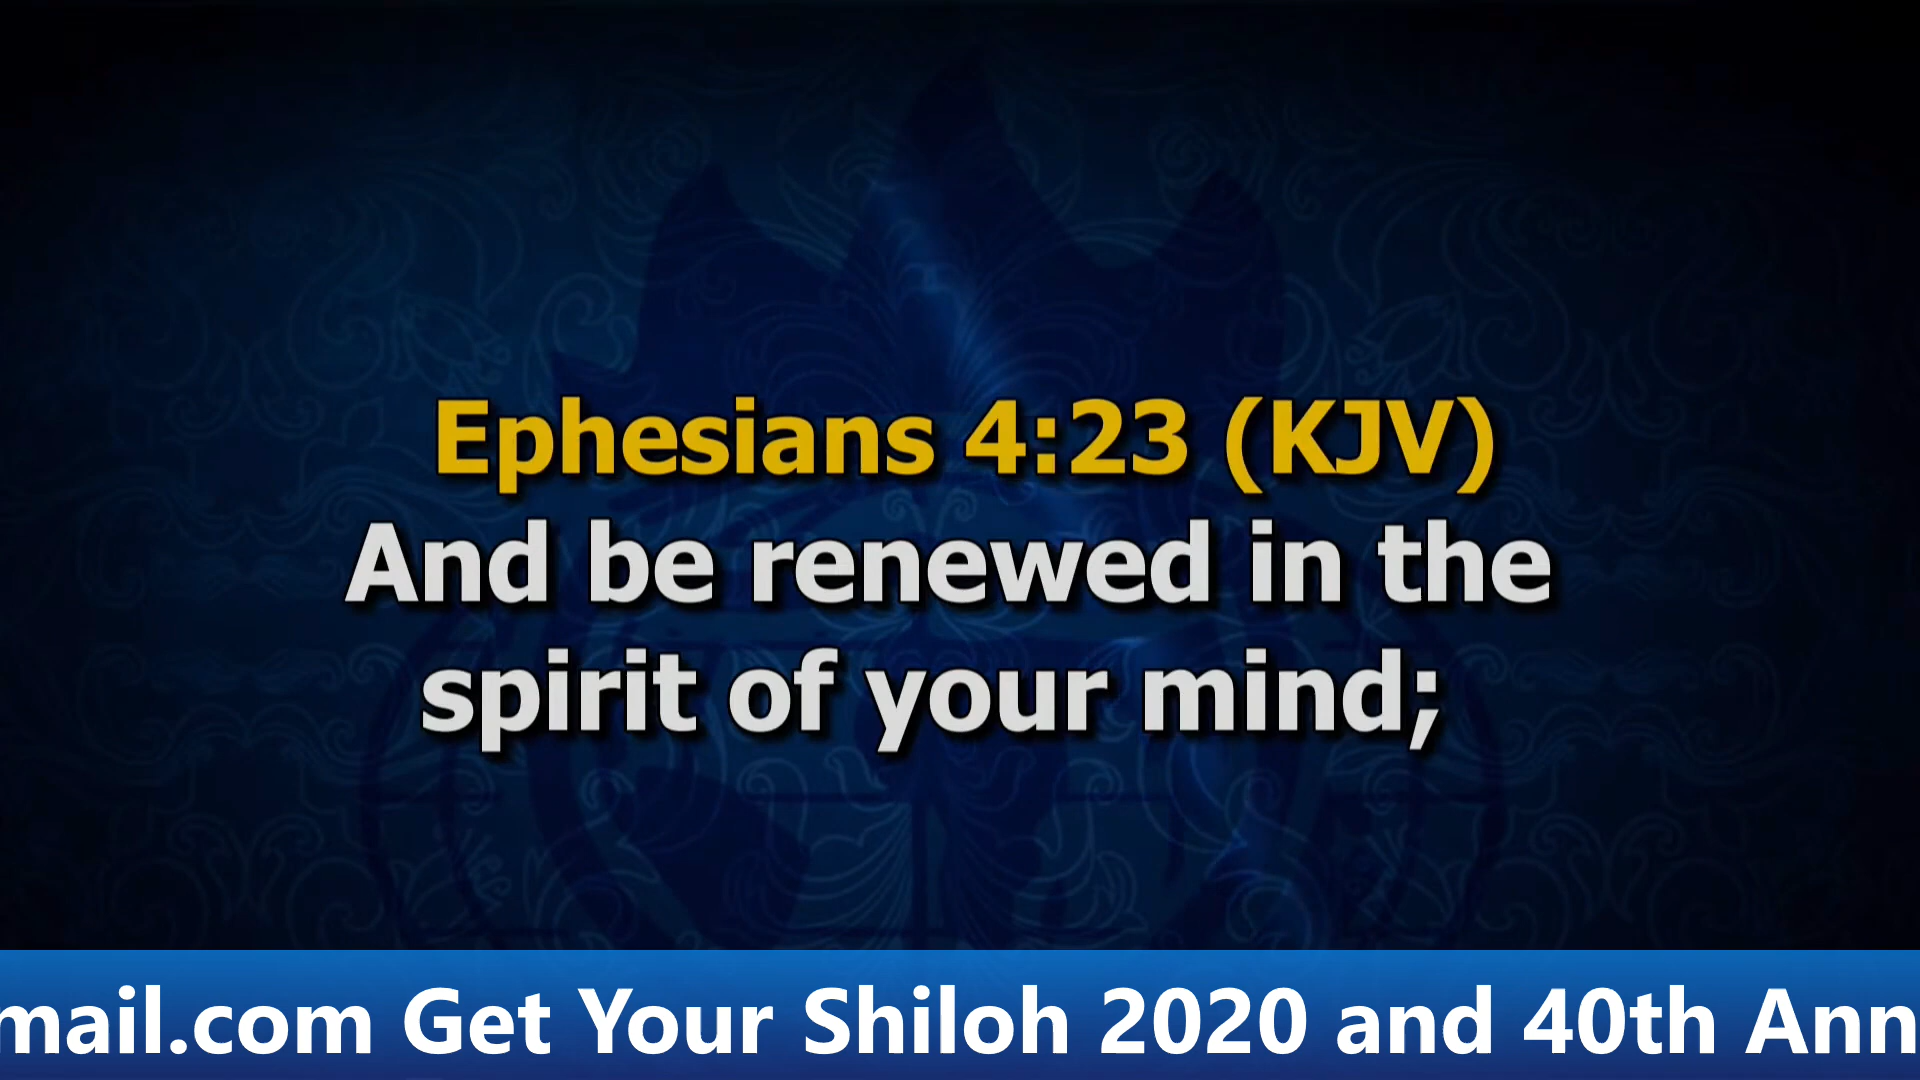 Ephesians 4:23 (KJV)
And be renewed in the
spirit of your mind;
mail.com Get Your Shiloh 2020 and 40th Ann